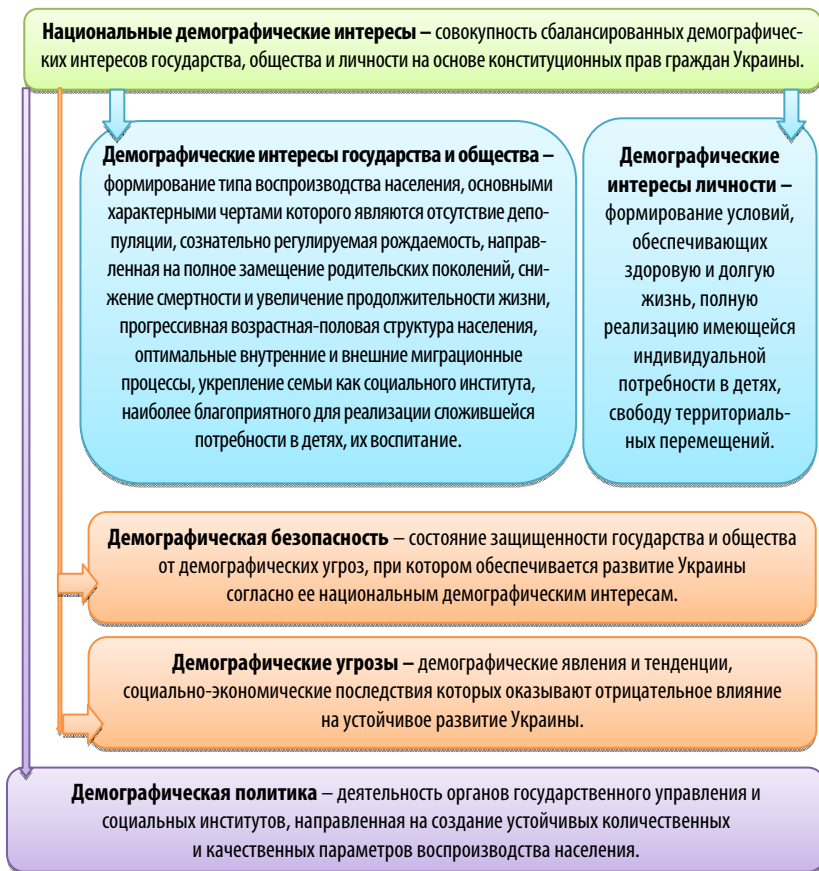 Национальные демографические интересы – совокупность сбалансированных демографичес-
ких интересов государства, общества и личности на основе конституционных прав граждан Украины.
Демографические интересы государства и общества –
формирование типа воспроизводства населения, основными
характерными чертами которого являются отсутствие депо-
пуляции, сознательно регулируемая рождаемость, направ-
ленная на полное замещение родительских поколений, сни-
жение смертности и увеличение продолжительности жизни,
прогрессивная возрастная-половая структура населения,
оптимальные внутренние и внешние миграционные
процессы, укрепление семьи как социального института,
наиболее благоприятного для реализации сложившейся
потребности в детях, их воспитание.
Демографические
интересы личности –
формирование условий,
обеспечивающих
здоровую и долгую
жизнь, полную
реализацию имеющейся
индивидуальной
потребности в детях,
свободу территориаль-
ных перемещений.
Демографическая безопасность – состояние защищенности государства и общества
от демографических угроз, при котором обеспечивается развитие Украины
согласно ее национальным демографическим интересам.
Демографические угрозы – демографические явления и тенденции,
социально-экономические последствия которых оказывают отрицательное влияние
на устойчивое развитие Украины.
Демографическая политика – деятельность органов государственного управления и
социальных институтов, направленная на создание устойчивых количественных
и качественных параметров воспроизводства населения.